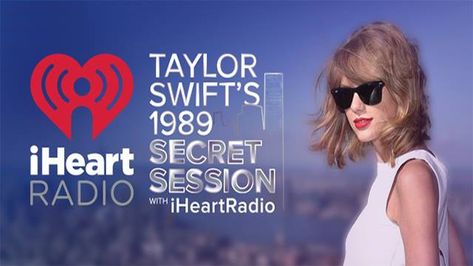 iHeart
RADIO
TAYLOR
SWIFT'S
1989
SECRET
SESSION
WITH iHeartRadio